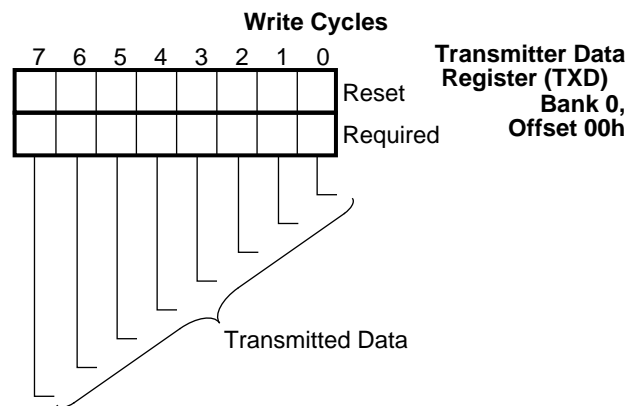 Write Cycles
7 6 5 4 3 2 1 0
Reset
Required
Transmitter Data
Register (TXD)
Bank 0,
Offset 00h
Transmitted Data